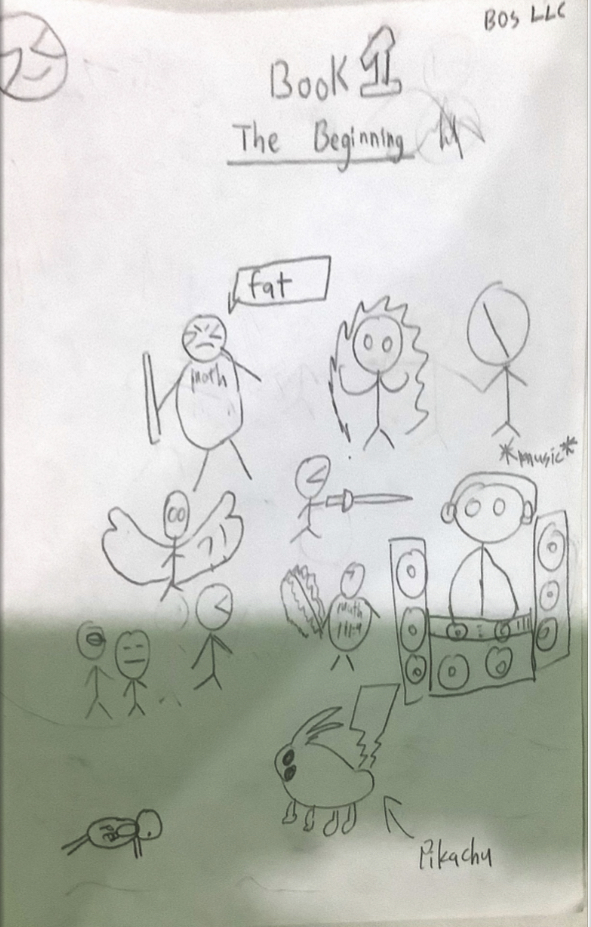 BOS LLC
Book 1
The Beginning
fat
math
*music*
math
Pikachu